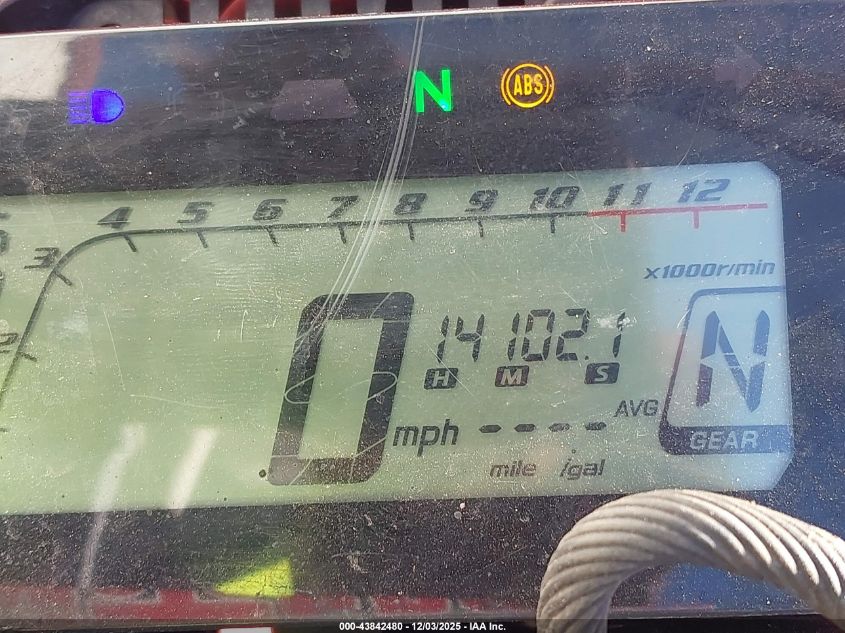 N ABS
3 4 5 6 7 8 9 10 11 12
2
x1000r/min
0 mph
14102.1
H M S
AVG
----
mile /gal
N
GEAR
000-43842480 - 12/03/2025 - IAA Inc.